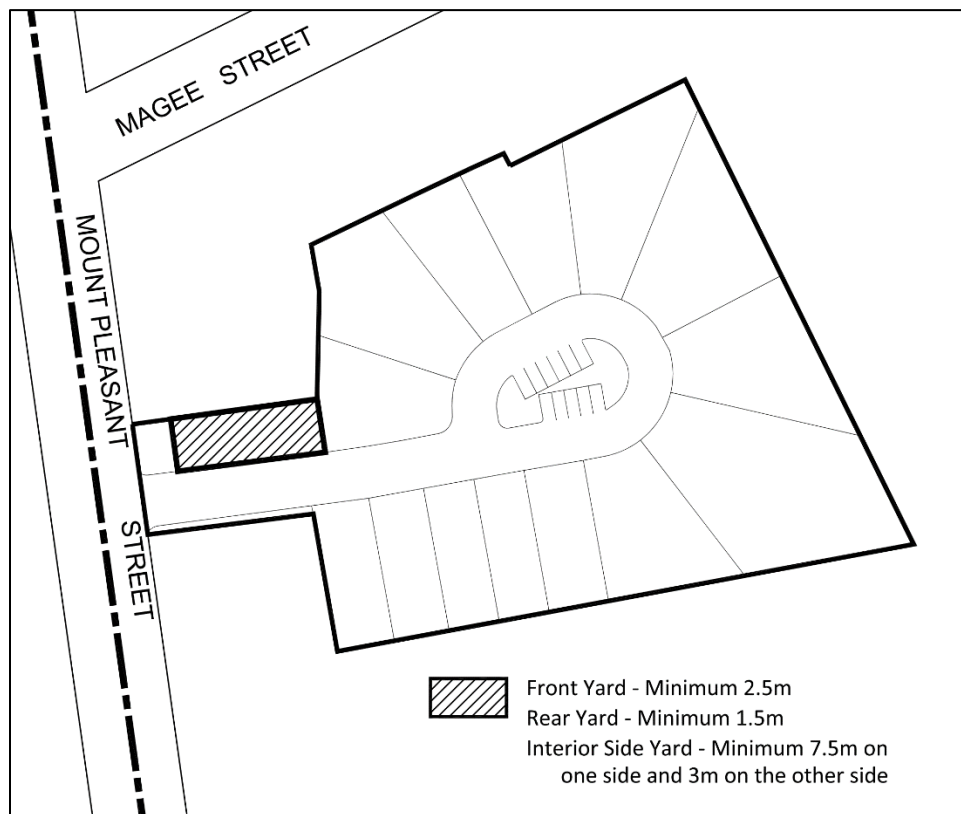 MAGEE STREET
MOUNT PLEASANT
STREET
Front Yard - Minimum 2.5m
Rear Yard - Minimum 1.5m
Interior Side Yard - Minimum 7.5m on
one side and 3m on the other side